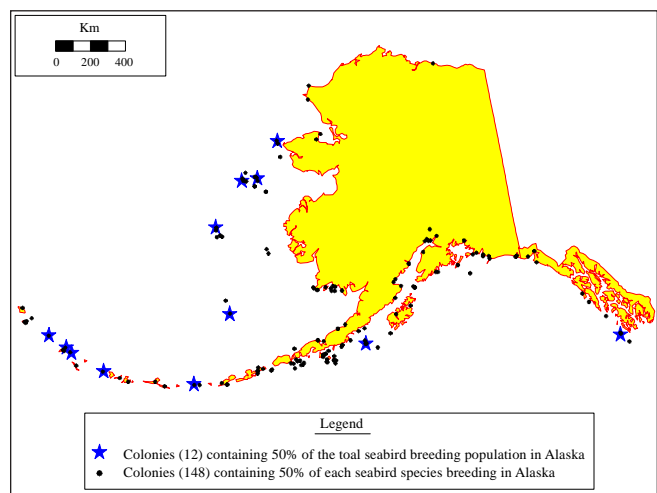 Km
0 200 400
Legend
Colonies (12) containing 50% of the toal seabird breeding population in Alaska
Colonies (148) containing 50% of each seabird species breeding in Alaska